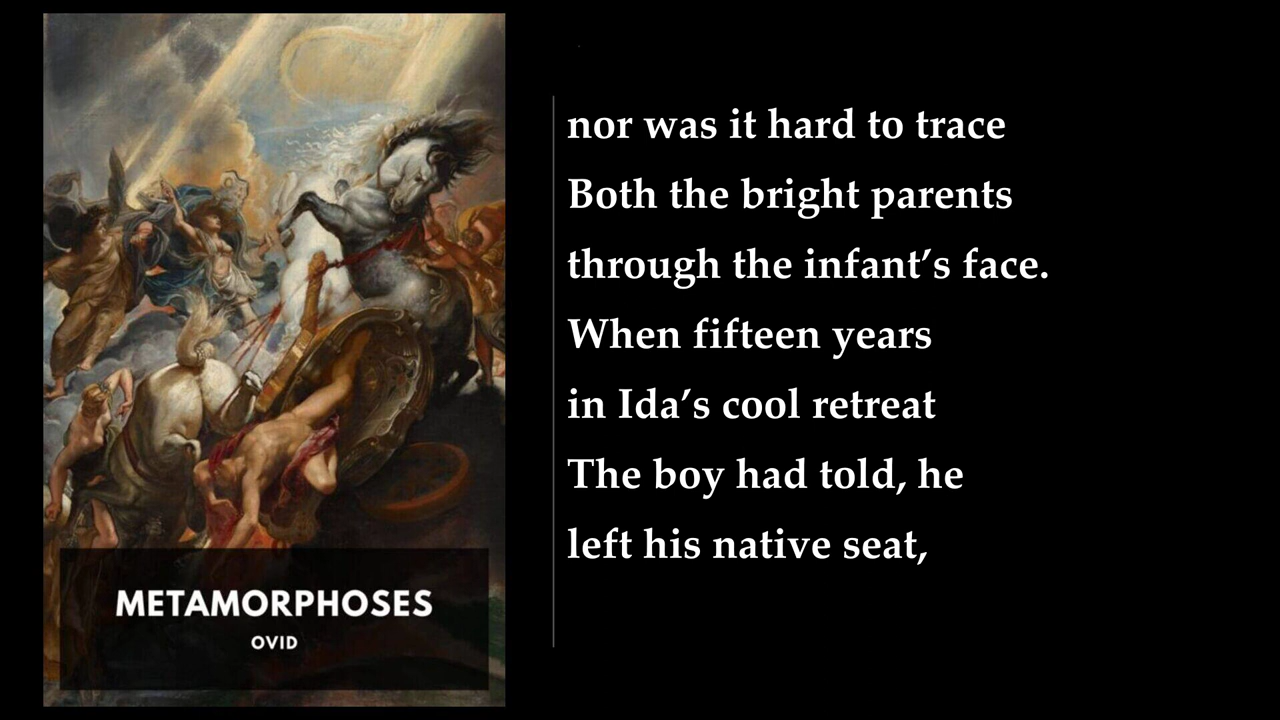 METAMORPHOSES
OVID
nor was it hard to trace
Both the bright parents
through the infant’s face.
When fifteen years
in Ida’s cool retreat
The boy had told, he
left his native seat,